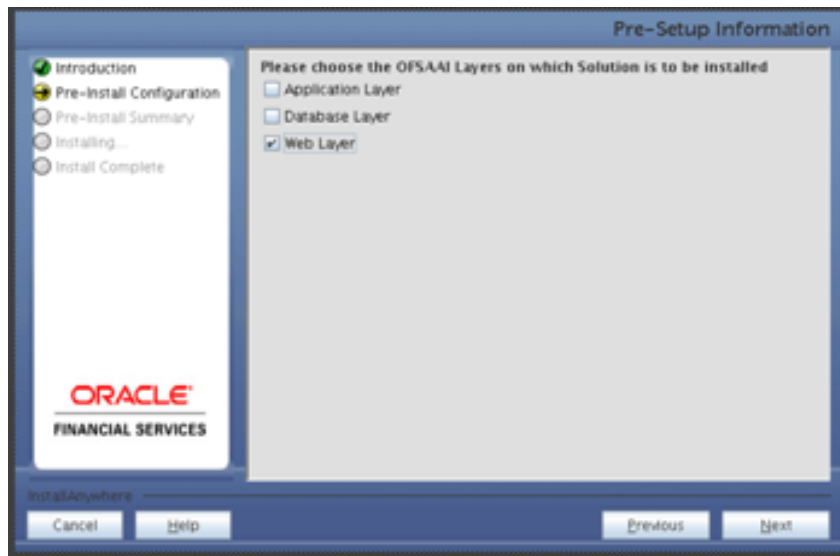 Pre-Setup Information
Introduction
Pre-Install Configuration
Pre-Install Summary
Installing...
Install Complete
Please choose the OFSAAI Layers on which Solution is to be installed
Application Layer
Database Layer
Web Layer
ORACLE
FINANCIAL SERVICES
InstallAnywhere
Cancel
Help
Previous
Next